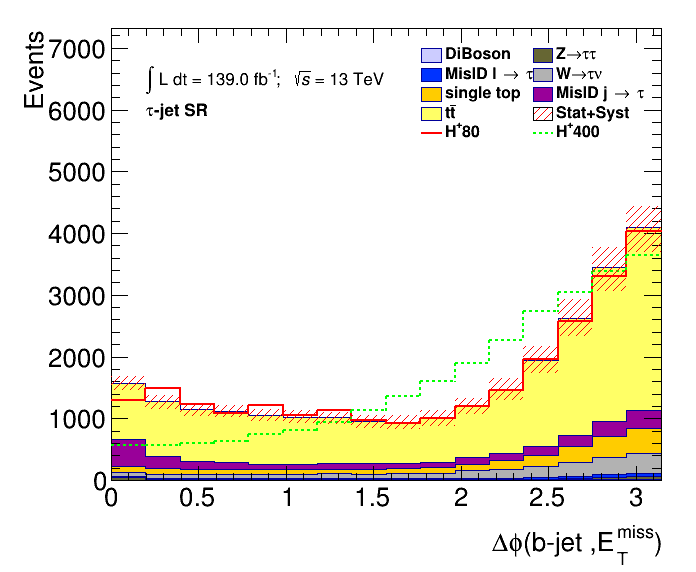 Events
7000
6000
5000
4000
3000
2000
1000
0
∫ L dt = 139.0 fb⁻¹; √s = 13 TeV
τ-jet SR
DiBoson
Z→ττ
MisID l → τ
W→τν
single top
MisID j → τ
tt̄
Stat+Syst
H⁺80
H⁺400
0 0.5 1 1.5 2 2.5 3
Δϕ(b-jet ,E_T^miss)